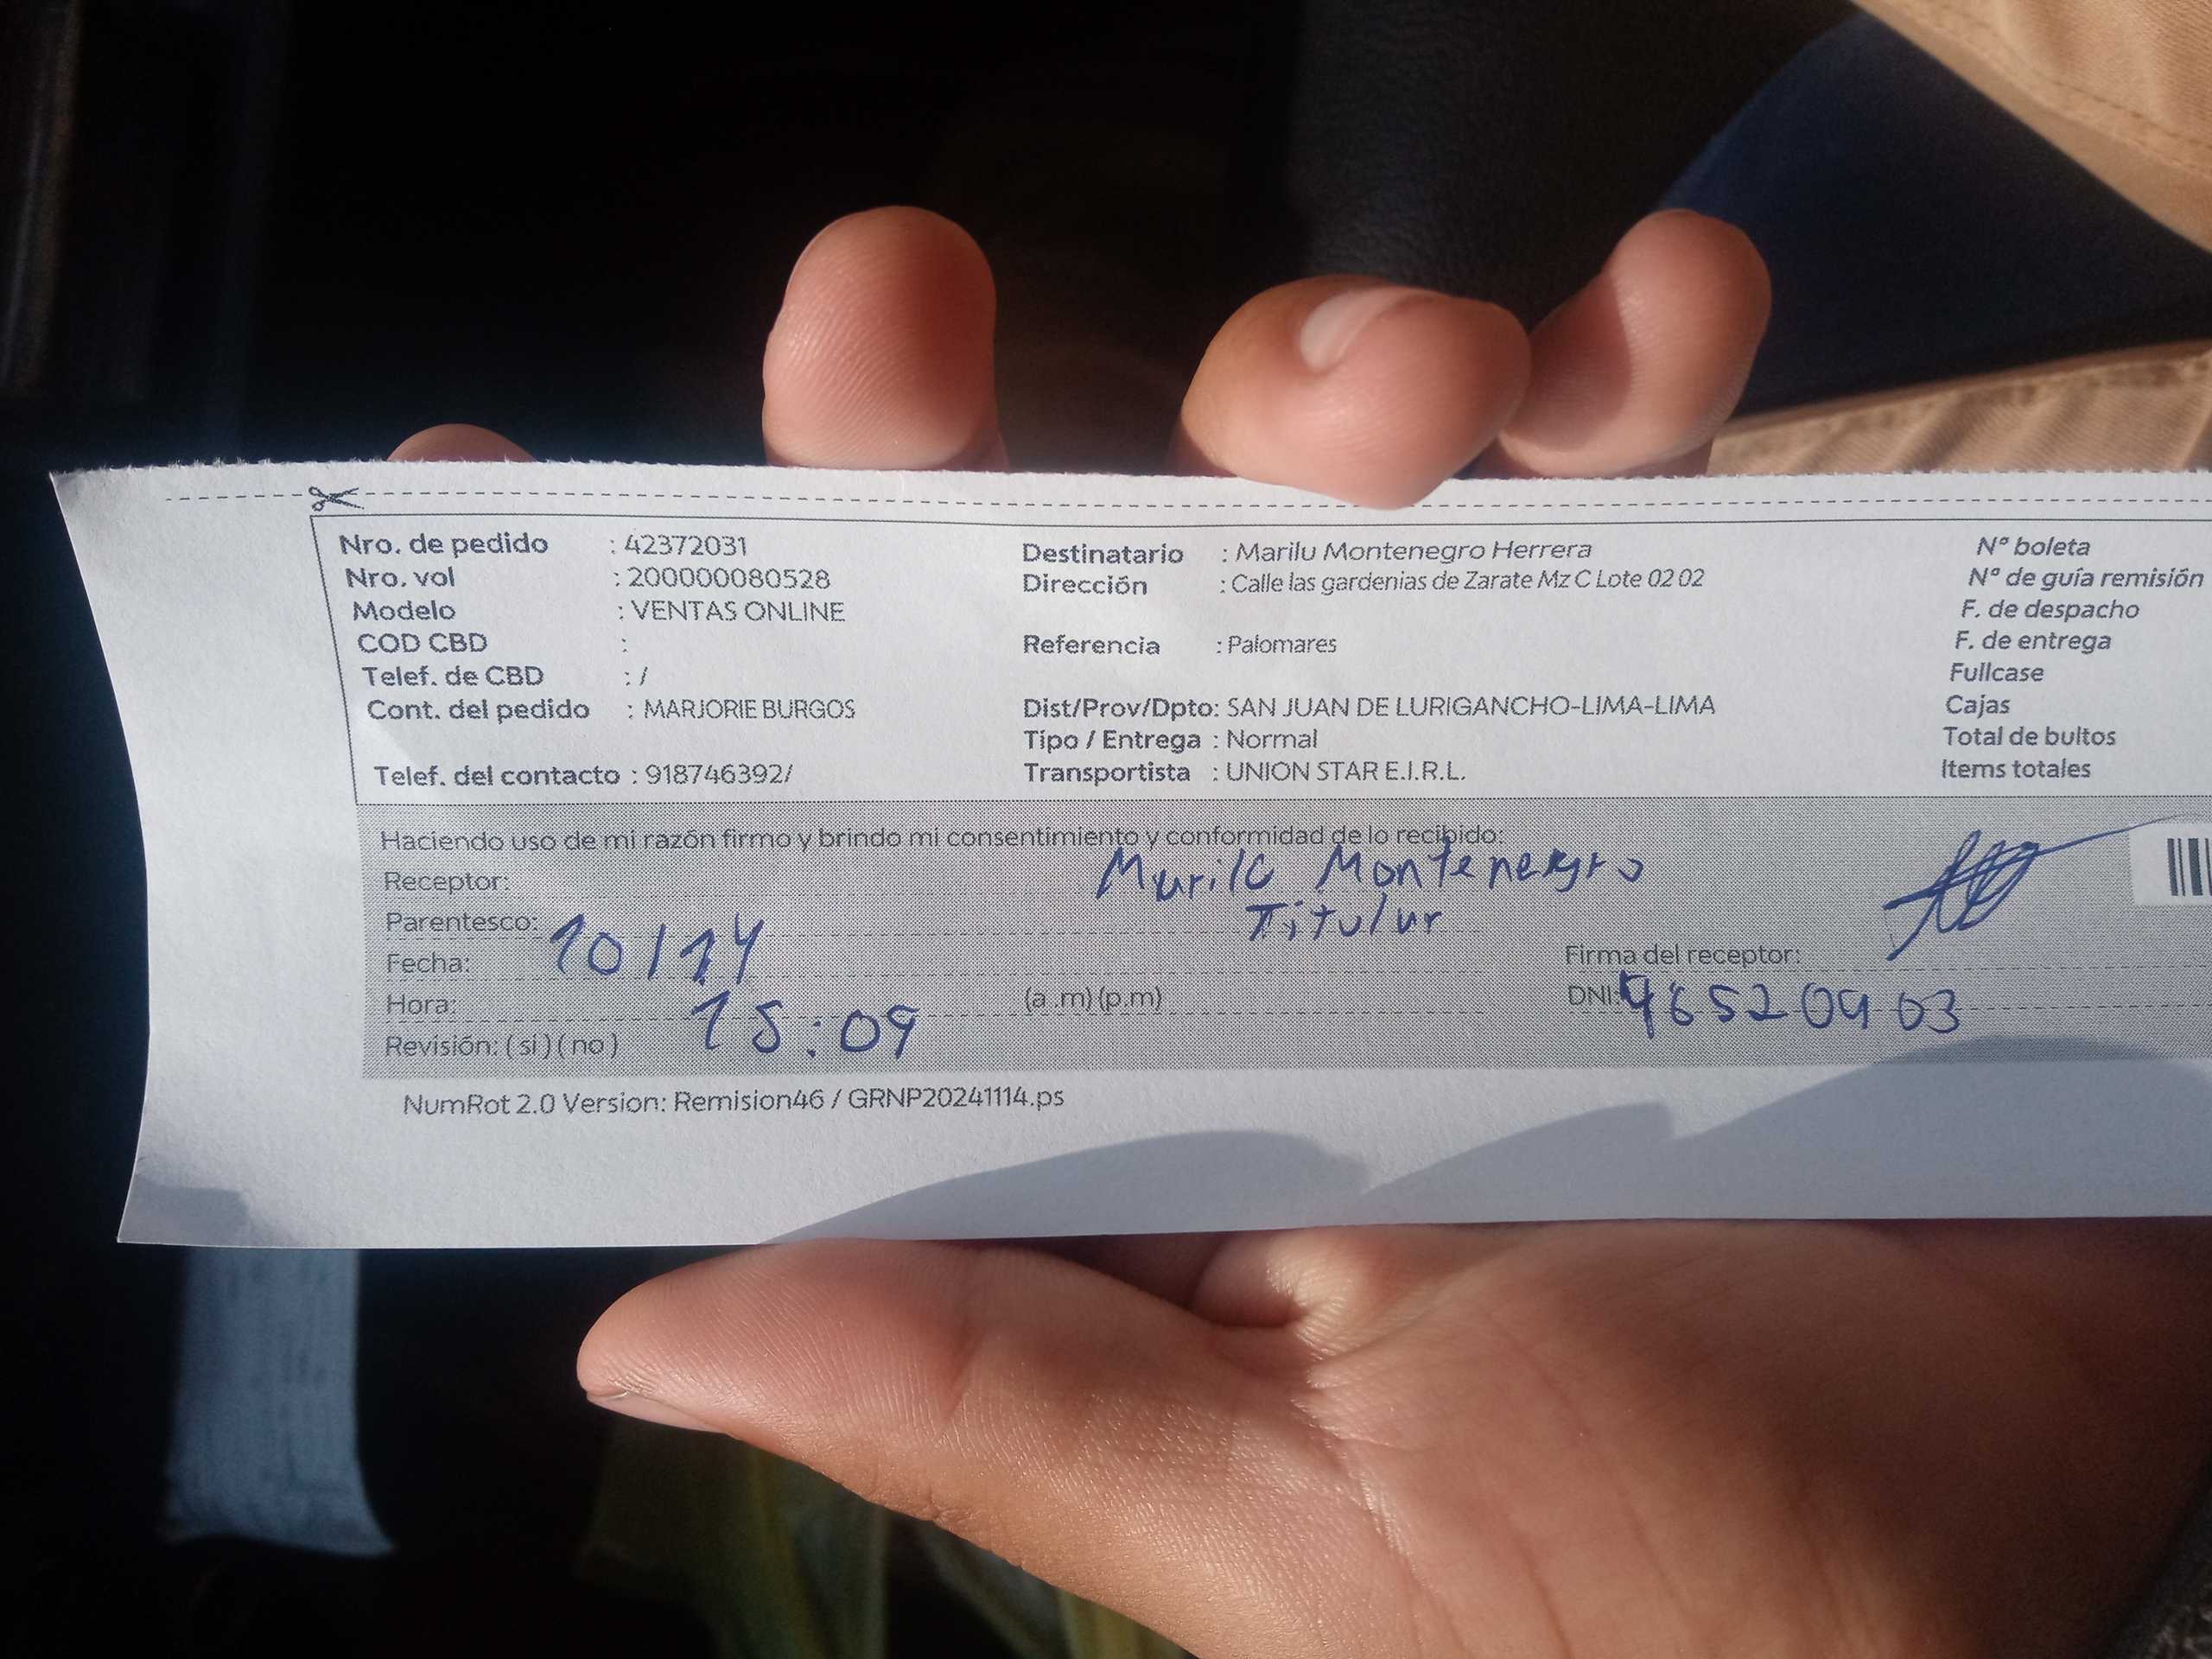 Nro. de pedido : 42372031
Nro. vol : 200000080528
Modelo : VENTAS ONLINE
COD CBD :
Telef. de CBD : /
Cont. del pedido : MARJORIE BURGOS
Telef. del contacto : 918746392/
Destinatario : Marilu Montenegro Herrera
Dirección : Calle las gardenias de Zarate Mz C Lote 02 02
Referencia : Palomares
Dist/Prov/Dpto: SAN JUAN DE LURIGANCHO-LIMA-LIMA
Tipo / Entrega : Normal
Transportista : UNION STAR E.I.R.L.
N° boleta
N° de guía remisión
F. de despacho
F. de entrega
Fullcase
Cajas
Total de bultos
Items totales
Haciendo uso de mi razón firmo y brindo mi consentimiento y conformidad de lo recibido:
Receptor: Montenegro
Parentesco: Titular
Fecha: 10/14
Firma del receptor:
Hora: 15:09 (a .m) (p.m)
DNI:
Revisión: ( si ) ( no )
NumRot 2.0 Version: Remision46 / GRNP20241114.ps